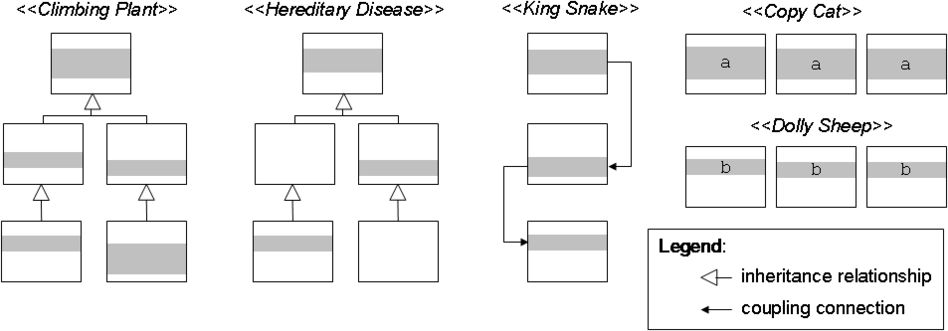 <<Climbing Plant>>
<<Hereditary Disease>>
<<King Snake>>
<<Copy Cat>>
a
a
a
<<Dolly Sheep>>
b
b
b
Legend:
inheritance relationship
coupling connection